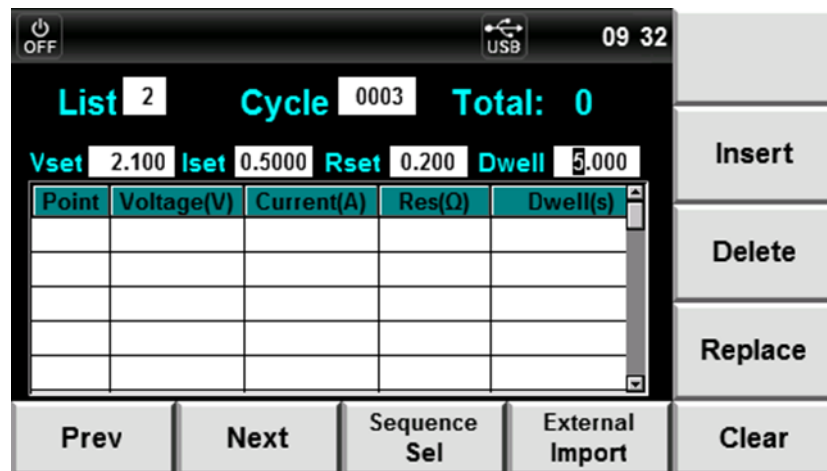 OFF USB 09 32
List 2 Cycle 0003 Total: 0
Vset 2.100 Iset 0.5000 Rset 0.200 Dwell 5.000
Point Voltage(V) Current(A) Res(Ω) Dwell(s)
Insert
Delete
Replace
Prev Next Sequence Sel External Import Clear